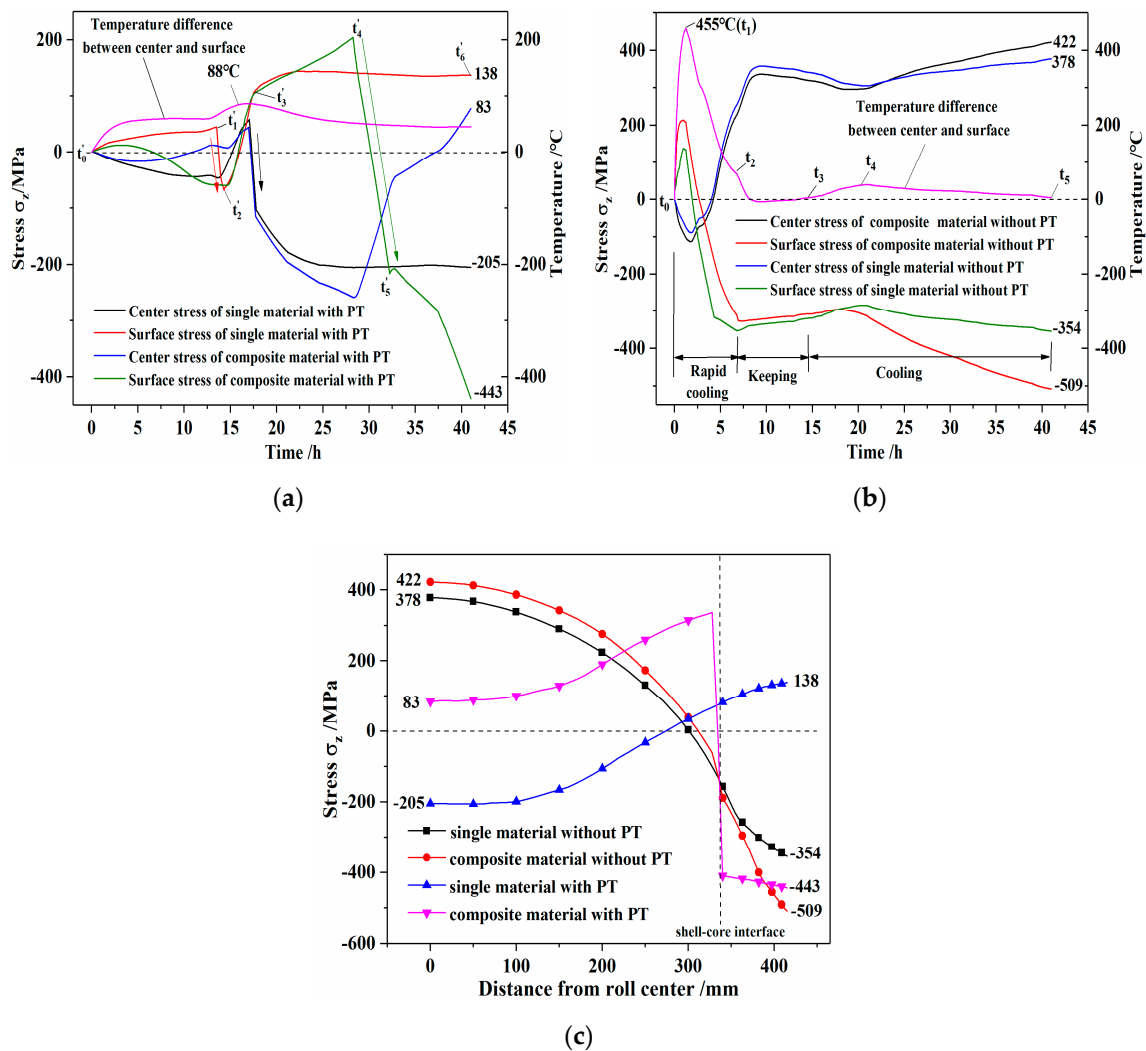 Temperature difference
between center and surface
88°C
t'0
t'1
t'2
t'3
t'4
t'5
t'6
138
83
-205
-443
Center stress of single material with PT
Surface stress of single material with PT
Center stress of composite material with PT
Surface stress of composite material with PT
200
0
-200
-400
Stress σz/MPa
200
0
-200
-400
Temperature /°C
0 5 10 15 20 25 30 35 40 45
Time /h
(a)
455°C(t1)
422
378
Temperature difference
between center and surface
t0
t2
t3
t4
t5
Center stress of composite material without PT
Surface stress of composite material without PT
Center stress of single material without PT
Surface stress of single material without PT
-354
-509
Rapid
cooling
Keeping
Cooling
400
200
0
-200
-400
Stress σz/MPa
400
200
0
-200
-400
Temperature /°C
0 5 10 15 20 25 30 35 40 45
Time /h
(b)
422
378
83
-205
138
-354
-443
-509
single material without PT
composite material without PT
single material with PT
composite material with PT
shell-core interface
400
200
0
-200
-400
-600
Stress σz /MPa
0 100 200 300 400
Distance from roll center /mm
(c)